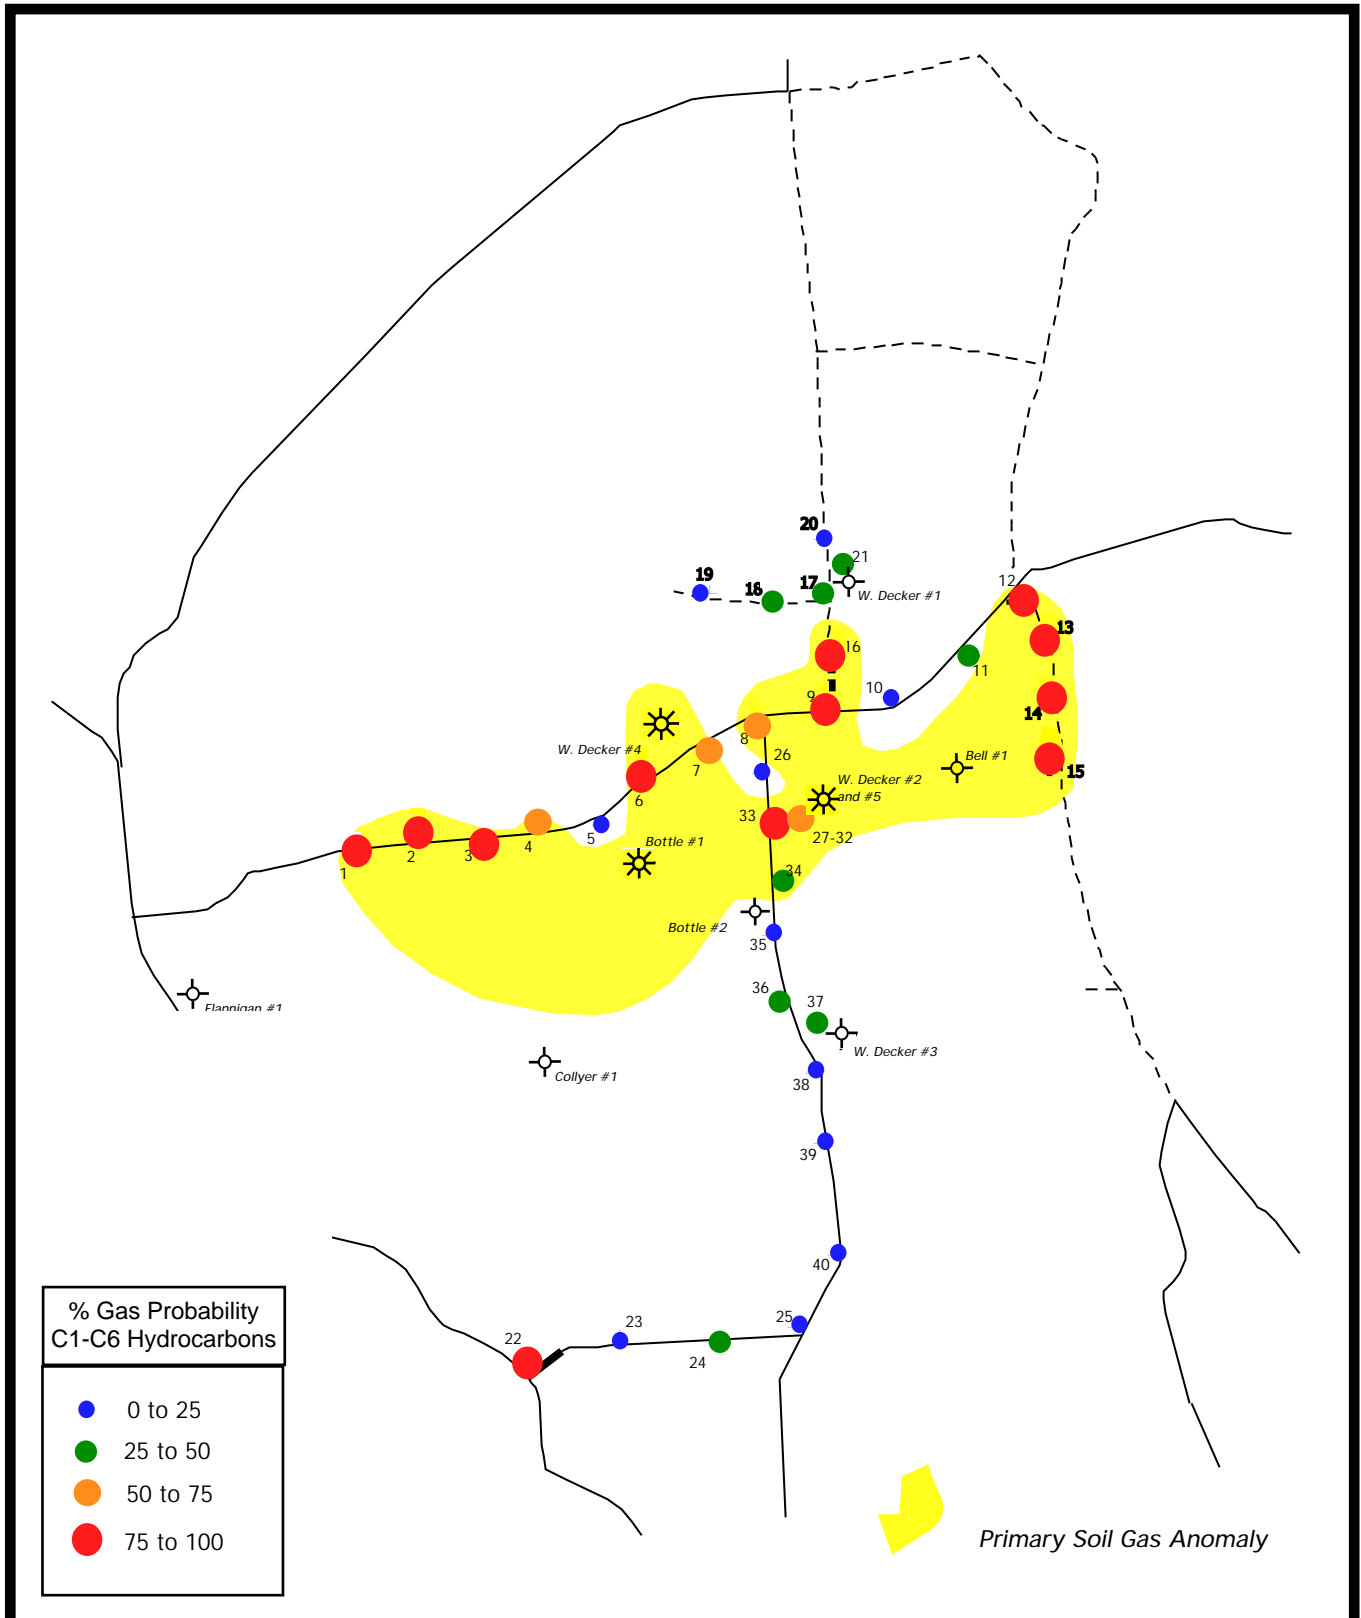 20
21
19
18
17
W. Decker #1
12
13
16
11
10
9
14
8
W. Decker #4
26
Bell #1
7
15
W. Decker #2
and #5
6
33
27-32
5
4
Bottle #1
3
2
1
34
Bottle #2
35
36
37
Flannigan #1
W. Decker #3
Collyer #1
38
39
40
25
23
22
24
% Gas Probability
C1-C6 Hydrocarbons
0 to 25
25 to 50
50 to 75
75 to 100
Primary Soil Gas Anomaly